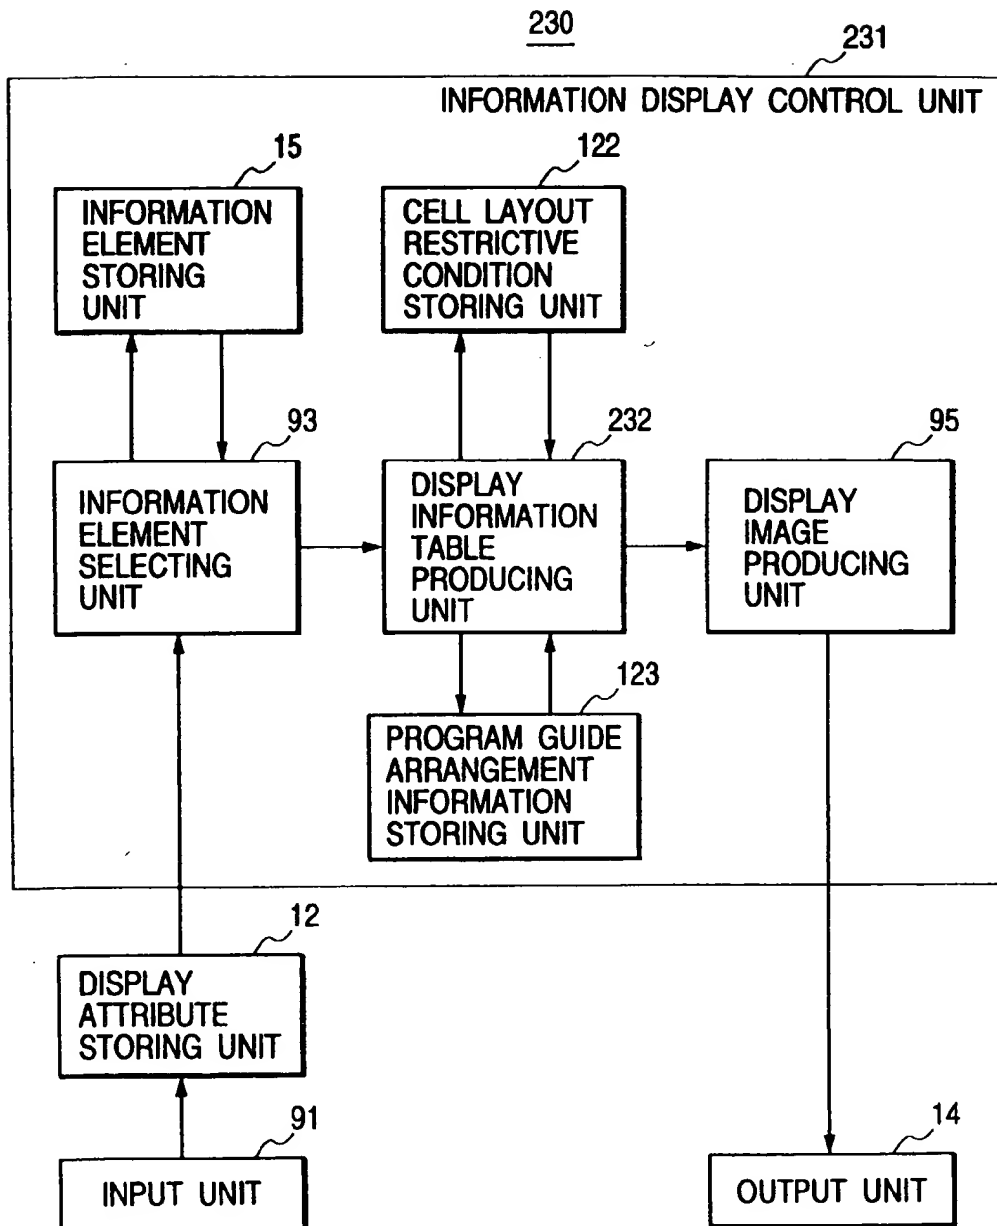 230
231
INFORMATION DISPLAY CONTROL UNIT
15
INFORMATION
ELEMENT
STORING
UNIT
122
CELL LAYOUT
RESTRICTIVE
CONDITION
STORING UNIT
93
INFORMATION
ELEMENT
SELECTING
UNIT
232
DISPLAY
INFORMATION
TABLE
PRODUCING
UNIT
95
DISPLAY
IMAGE
PRODUCING
UNIT
123
PROGRAM GUIDE
ARRANGEMENT
INFORMATION
STORING UNIT
12
DISPLAY
ATTRIBUTE
STORING UNIT
91
INPUT UNIT
14
OUTPUT UNIT